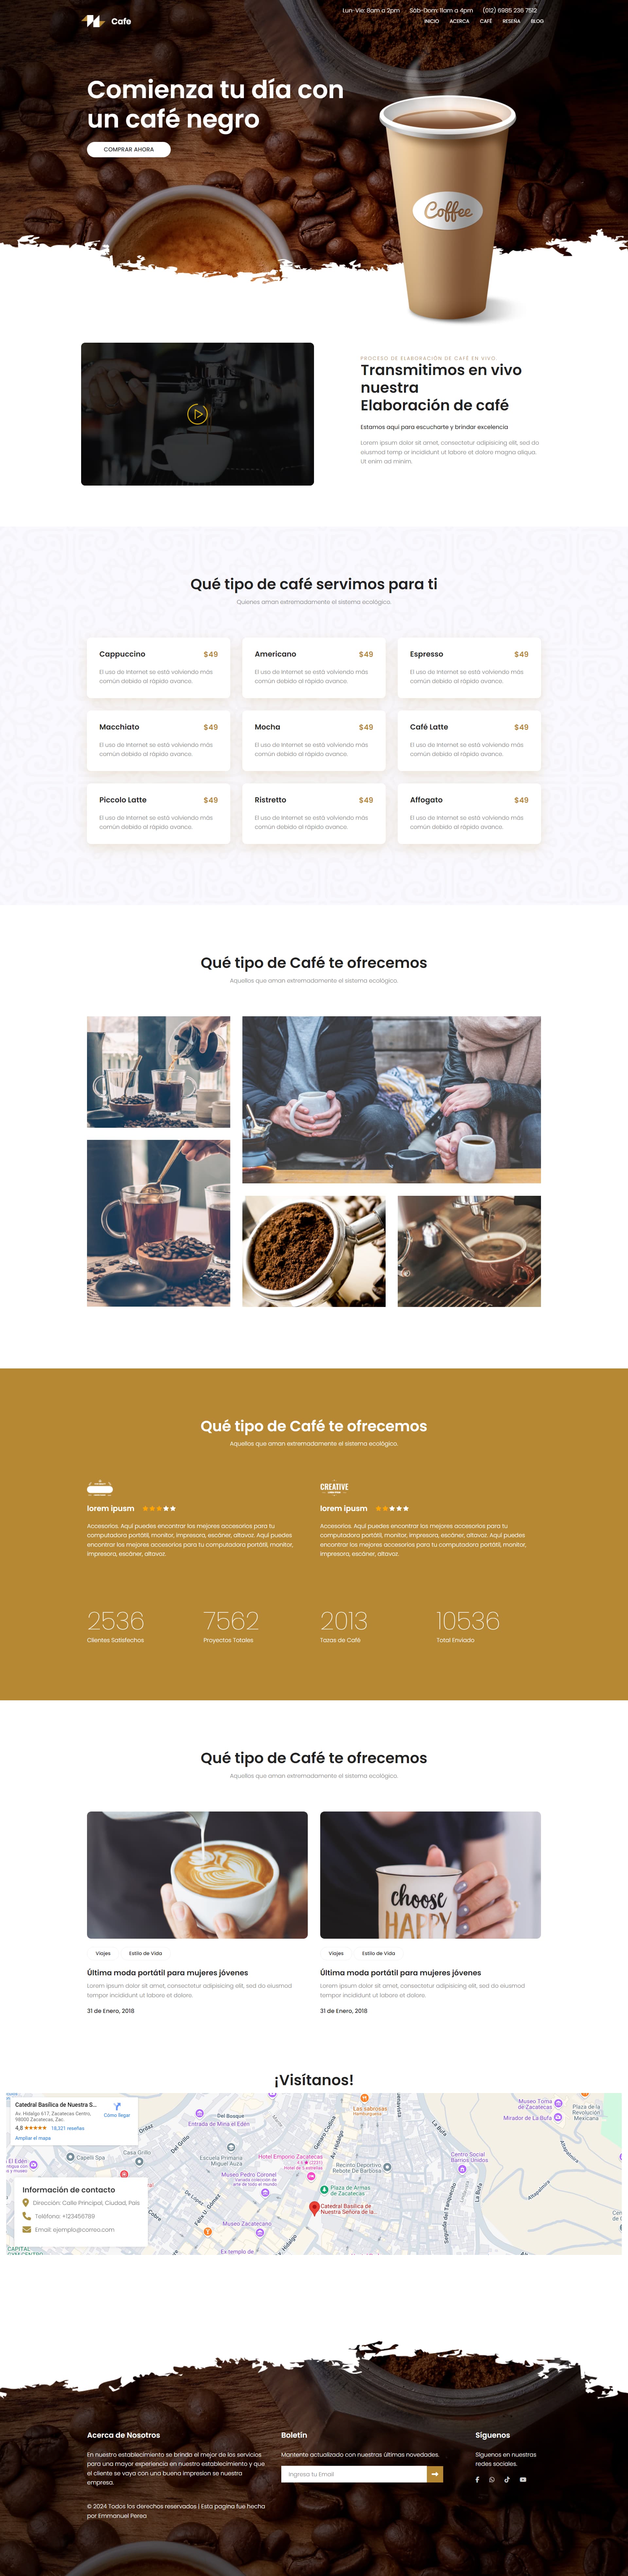 Cafe
Lun-Vie: 8am a 2pm Sáb-Dom: 11am a 4pm (012) 6985 236 7512
INICIO ACERCA CAFÉ RESEÑA BLOG
Comienza tu día con
un café negro
COMPRAR AHORA
Coffee
PROCESO DE ELABORACIÓN DE CAFÉ EN VIVO.
Transmitimos en vivo
nuestra
Elaboración de café
Estamos aquí para escucharte y brindar excelencia
Lorem ipsum dolor sit amet, consectetur adipisicing elit, sed do
eiusmod temp or incididunt ut labore et dolore magna aliqua.
Ut enim ad minim.
Qué tipo de café servimos para ti
Quienes aman extremadamente el sistema ecológico.
Cappuccino $49
El uso de Internet se está volviendo más
común debido al rápido avance.
Americano $49
El uso de Internet se está volviendo más
común debido al rápido avance.
Espresso $49
El uso de Internet se está volviendo más
común debido al rápido avance.
Macchiato $49
El uso de Internet se está volviendo más
común debido al rápido avance.
Mocha $49
El uso de Internet se está volviendo más
común debido al rápido avance.
Café Latte $49
El uso de Internet se está volviendo más
común debido al rápido avance.
Piccolo Latte $49
El uso de Internet se está volviendo más
común debido al rápido avance.
Ristretto $49
El uso de Internet se está volviendo más
común debido al rápido avance.
Affogato $49
El uso de Internet se está volviendo más
común debido al rápido avance.
Qué tipo de Café te ofrecemos
Aquellos que aman extremadamente el sistema ecológico.
Qué tipo de Café te ofrecemos
Aquellos que aman extremadamente el sistema ecológico.
lorem ipusm
Accesorios. Aquí puedes encontrar los mejores accesorios para tu
computadora portátil, monitor, impresora, escáner, altavoz. Aquí puedes
encontrar los mejores accesorios para tu computadora portátil, monitor,
impresora, escáner, altavoz.
CREATIVE
lorem ipusm
Accesorios. Aquí puedes encontrar los mejores accesorios para tu
computadora portátil, monitor, impresora, escáner, altavoz. Aquí puedes
encontrar los mejores accesorios para tu computadora portátil, monitor,
impresora, escáner, altavoz.
2536 7562 2013 10536
Clientes Satisfechos Proyectos Totales Tazas de Café Total Enviado
Qué tipo de Café te ofrecemos
Aquellos que aman extremadamente el sistema ecológico.
choose
HAPPY
Viajes Estilo de Vida
Última moda portátil para mujeres jóvenes
Lorem ipsum dolor sit amet, consectetur adipisicing elit, sed do eiusmod
tempor incididunt ut labore et dolore.
31 de Enero, 2018
Viajes Estilo de Vida
Última moda portátil para mujeres jóvenes
Lorem ipsum dolor sit amet, consectetur adipisicing elit, sed do eiusmod
tempor incididunt ut labore et dolore.
31 de Enero, 2018
¡Visítanos!
Catedral Basílica de Nuestra S...
Av. Hidalgo 617, Zacatecas Centro,
98000 Zacatecas, Zac.
4,8 18,321 reseñas
Ampliar el mapa
Cómo llegar
Del Bosque
Entrada de Mina el Edén
Las sabrosas
Hamburguesas
Museo Toma
de Zacatecas
Mirador de La Bufa
Plaza de la
Revolución
Mexicana
Capelli Spa
Casa Grillo
Escuela Primaria
Miguel Auza
Hotel Emporio Zacatecas
Recinto Deportivo
Rebote De Barbosa
Centro Social
Barrios Unidos
Museo Pedro Coronel
Plaza de Armas
de Zacatecas
Catedral Basílica de
Nuestra Señora de la...
Museo Zacatecano
Ex templo de
Información de contacto
Dirección: Calle Principal, Ciudad, País
Teléfono: +123456789
Email: ejemplo@correo.com
Acerca de Nosotros
En nuestro establecimiento se brinda el mejor de los servicios
para una mayor experiencia en nuestro establecimiento y que
el cliente se vaya con una buena impresion se nuestra
empresa.
© 2024 Todos los derechos reservados | Esta pagina fue hecha
por Emmanuel Perea
Boletín
Mantente actualizado con nuestras últimas novedades.
Ingresa tu Email
Síguenos
Síguenos en nuestras
redes sociales.